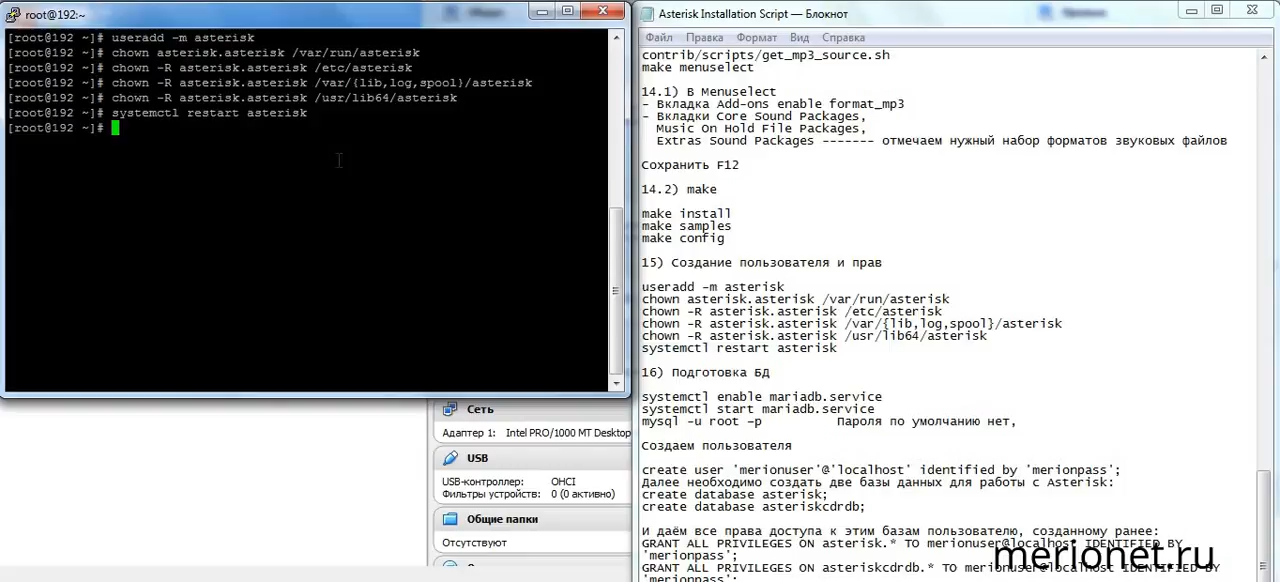 root@192:~
[root@192 ~]# useradd -m asterisk
[root@192 ~]# chown asterisk.asterisk /var/run/asterisk
[root@192 ~]# chown -R asterisk.asterisk /etc/asterisk
[root@192 ~]# chown -R asterisk.asterisk /var/{lib,log,spool}/asterisk
[root@192 ~]# chown -R asterisk.asterisk /usr/lib64/asterisk
[root@192 ~]# systemctl restart asterisk
[root@192 ~]#
Сеть
Адаптер 1: Intel PRO/1000 MT Desktop
USB
USB-контроллер: OHCI
Фильтры устройств: 0 (0 активно)
Общие папки
Отсутствуют
Asterisk Installation Script — Блокнот
Файл Правка Формат Вид Справка
contrib/scripts/get_mp3_source.sh
make menuselect
14.1) В Menuselect
- Вкладка Add-ons enable format_mp3
- Вкладки Core Sound Packages,
Music On Hold File Packages,
Extras Sound Packages ------- отмечаем нужный набор форматов звуковых файлов
Сохранить F12
14.2) make
make install
make samples
make config
15) Создание пользователя и прав
useradd -m asterisk
chown asterisk.asterisk /var/run/asterisk
chown -R asterisk.asterisk /etc/asterisk
chown -R asterisk.asterisk /var/{lib,log,spool}/asterisk
chown -R asterisk.asterisk /usr/lib64/asterisk
systemctl restart asterisk
16) Подготовка БД
systemctl enable mariadb.service
systemctl start mariadb.service
mysql -u root -p Пароля по умолчанию нет,
Создаем пользователя
create user 'merionuser'@'localhost' identified by 'merionpass';
Далее необходимо создать две базы данных для работы с Asterisk:
create database asterisk;
create database asteriskcdrdb;
И даём все права доступа к этим базам пользователю, созданному ранее:
GRANT ALL PRIVILEGES ON asterisk.* TO merionuser@localhost IDENTIFIED BY
'merionpass';
GRANT ALL PRIVILEGES ON asteriskcdrdb.* TO merionuser@localhost IDENTIFIED BY
'merionpass';
merionet.ru